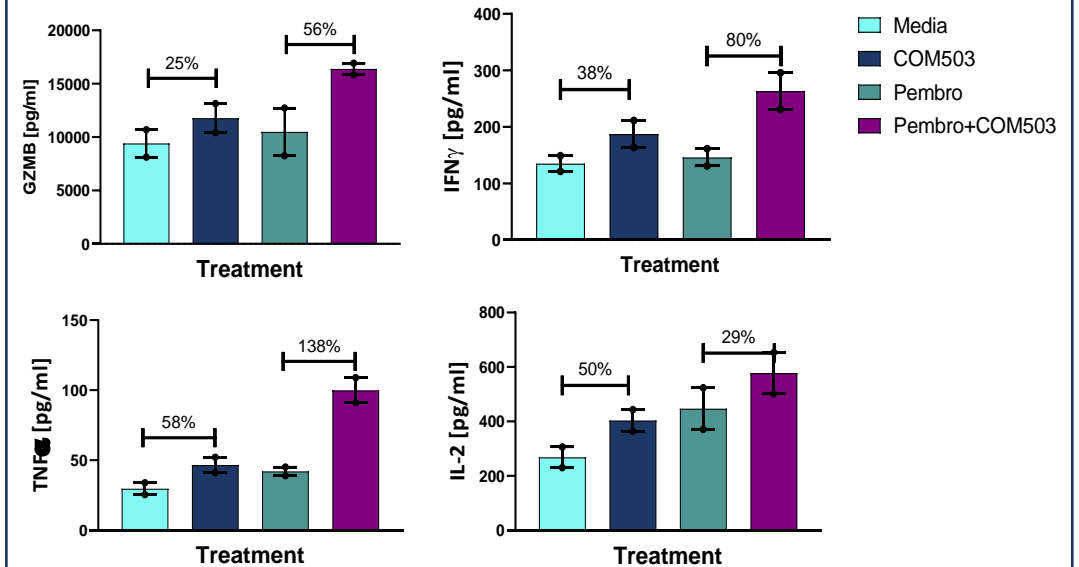 GZMB [pg/ml]
20000
15000
10000
5000
0
25%
56%
Treatment
IFNγ [pg/ml]
400
300
200
100
0
38%
80%
Treatment
Media
COM503
Pembro
Pembro+COM503
[pg/ml]
150
100
50
0
58%
138%
Treatment
IL-2 [pg/ml]
800
600
400
200
0
50%
29%
Treatment